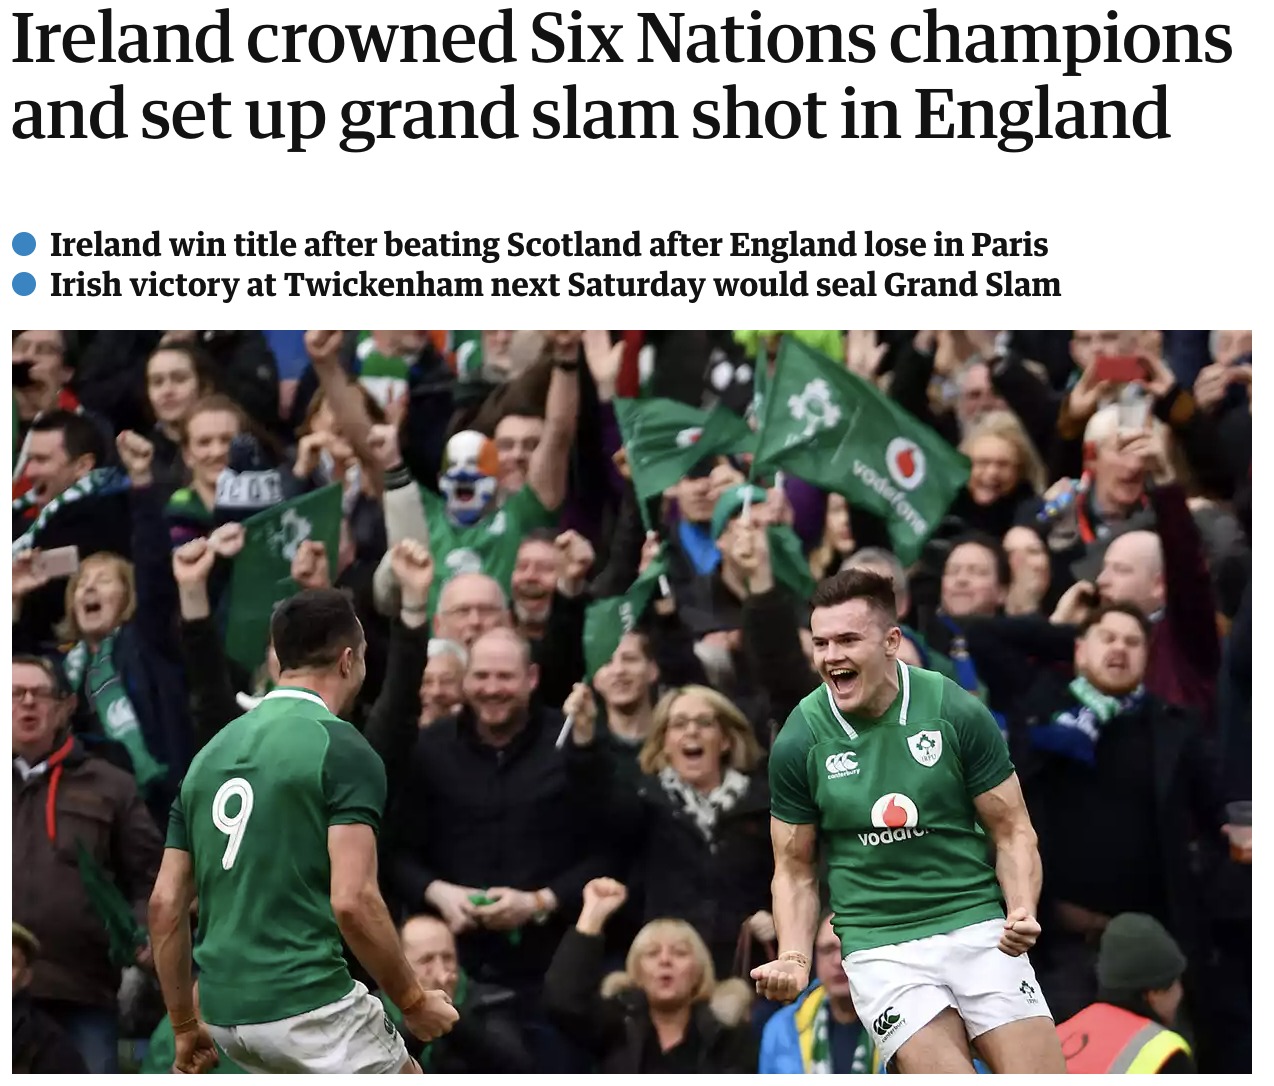 Ireland crowned Six Nations champions
and set up grand slam shot in England
Ireland win title after beating Scotland after England lose in Paris
Irish victory at Twickenham next Saturday would seal Grand Slam
vodafone
9
canterbury
IRFU
canterbury
IRFU